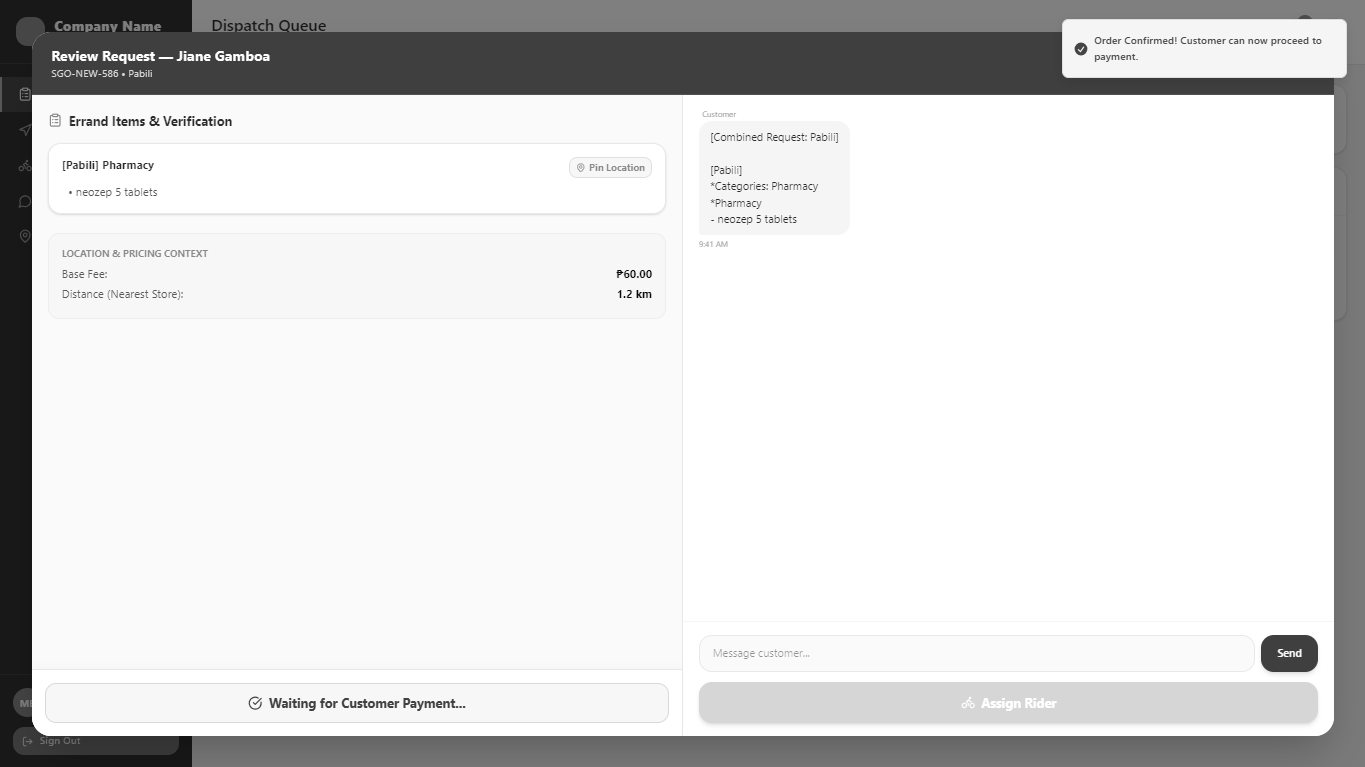 Company Name
Dispatch Queue
Order Confirmed! Customer can now proceed to
payment.
Review Request — Jiane Gamboa
SGO-NEW-586 • Pabili
Errand Items & Verification
[Pabili] Pharmacy
Pin Location
• neozep 5 tablets
LOCATION & PRICING CONTEXT
Base Fee:
₱60.00
Distance (Nearest Store):
1.2 km
Waiting for Customer Payment...
Customer
[Combined Request: Pabili]
[Pabili]
*Categories: Pharmacy
*Pharmacy
- neozep 5 tablets
9:41 AM
Message customer...
Send
Assign Rider
Sign Out